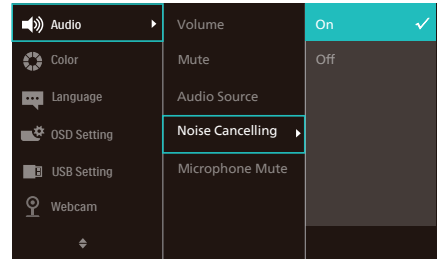 Audio
Color
Language
OSD Setting
USB Setting
Webcam
Volume
Mute
Audio Source
Noise Cancelling
Microphone Mute
On
Off